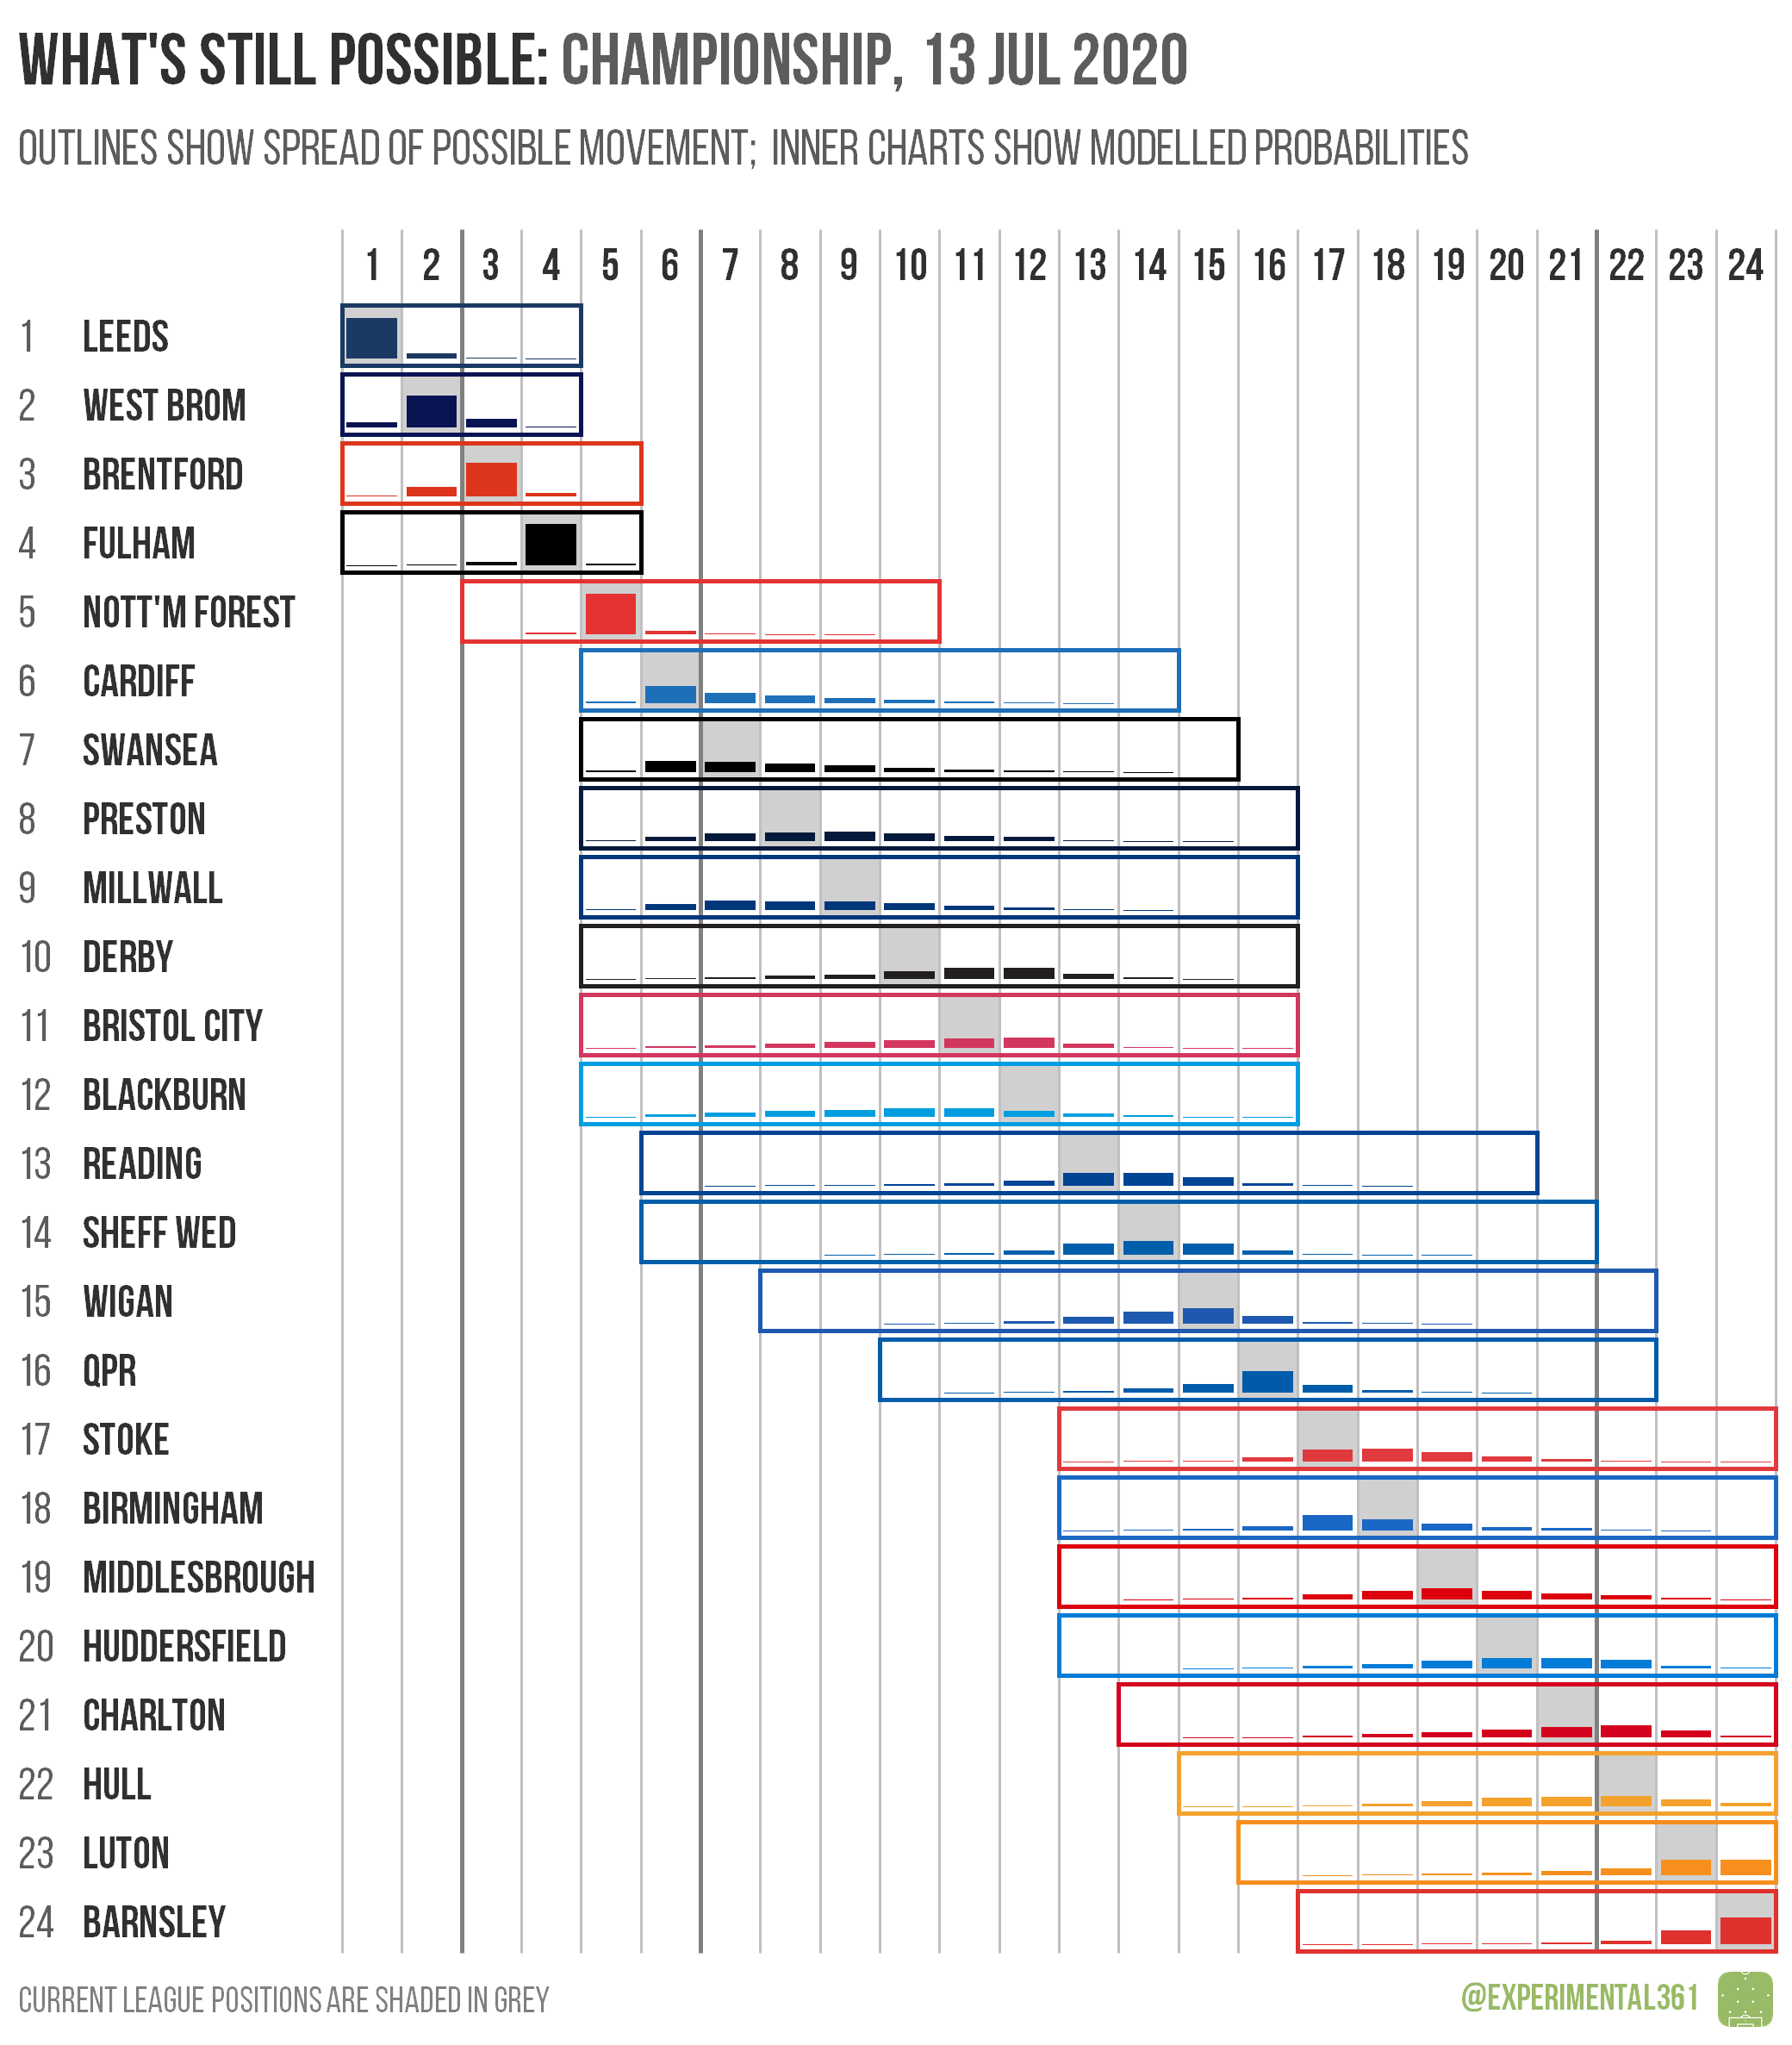 WHAT'S STILL POSSIBLE: CHAMPIONSHIP, 13 JUL 2020
OUTLINES SHOW SPREAD OF POSSIBLE MOVEMENT; INNER CHARTS SHOW MODELLED PROBABILITIES
1 2 3 4 5 6 7 8 9 10 11 12 13 14 15 16 17 18 19 20 21 22 23 24
1 LEEDS
2 WEST BROM
3 BRENTFORD
4 FULHAM
5 NOTT'M FOREST
6 CARDIFF
7 SWANSEA
8 PRESTON
9 MILLWALL
10 DERBY
11 BRISTOL CITY
12 BLACKBURN
13 READING
14 SHEFF WED
15 WIGAN
16 QPR
17 STOKE
18 BIRMINGHAM
19 MIDDLESBROUGH
20 HUDDERSFIELD
21 CHARLTON
22 HULL
23 LUTON
24 BARNSLEY
CURRENT LEAGUE POSITIONS ARE SHADED IN GREY
@EXPERIMENTAL361